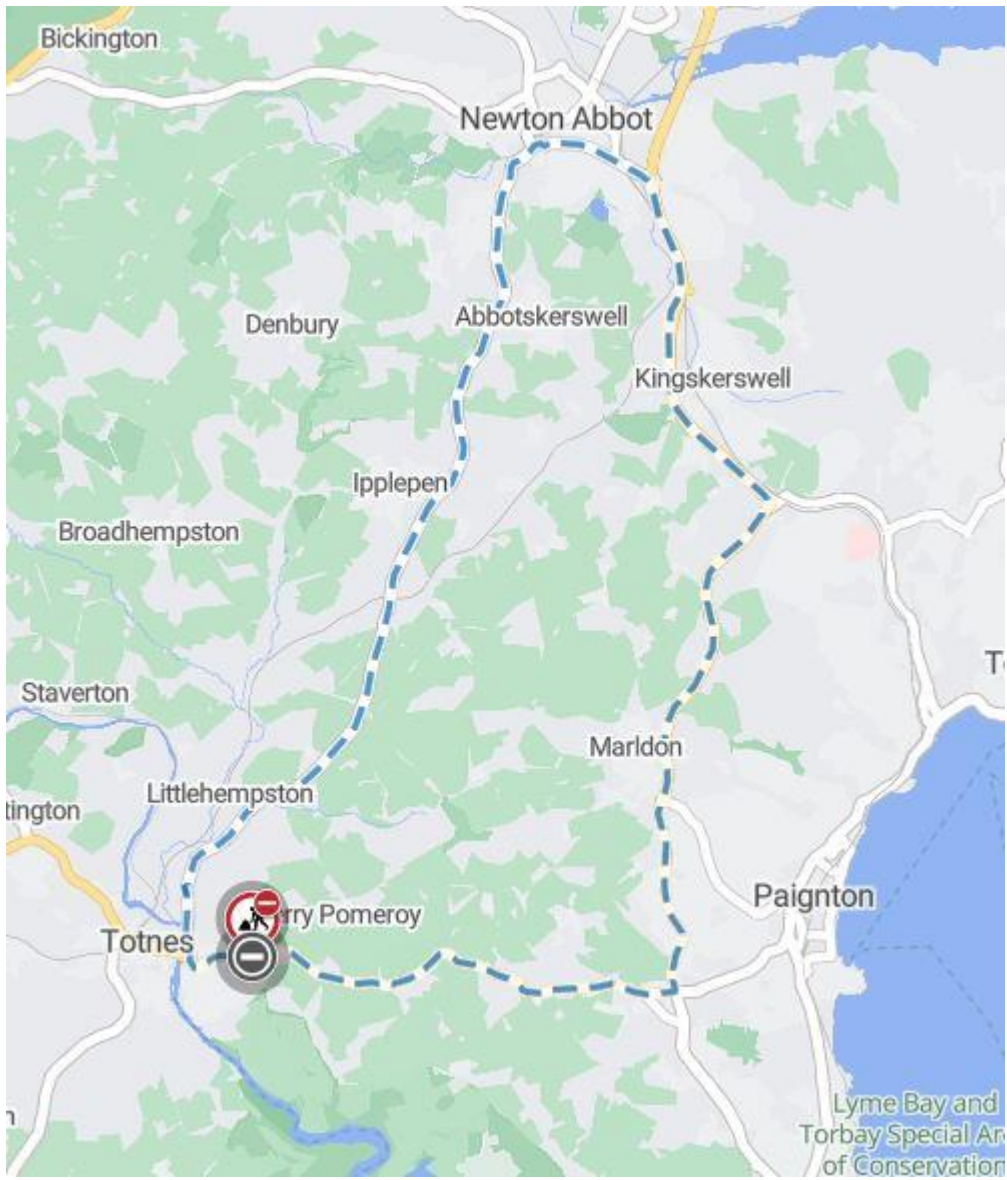 Bickington
Newton Abbot
Denbury
Abbotskerswell
Kingskerswell
Ipplepen
Broadhempston
Staverton
T
Marldon
Littlehempston
tington
Paignton
erry Pomeroy
Totnes
n
Lyme Bay and
Torbay Special Are
of Conservation